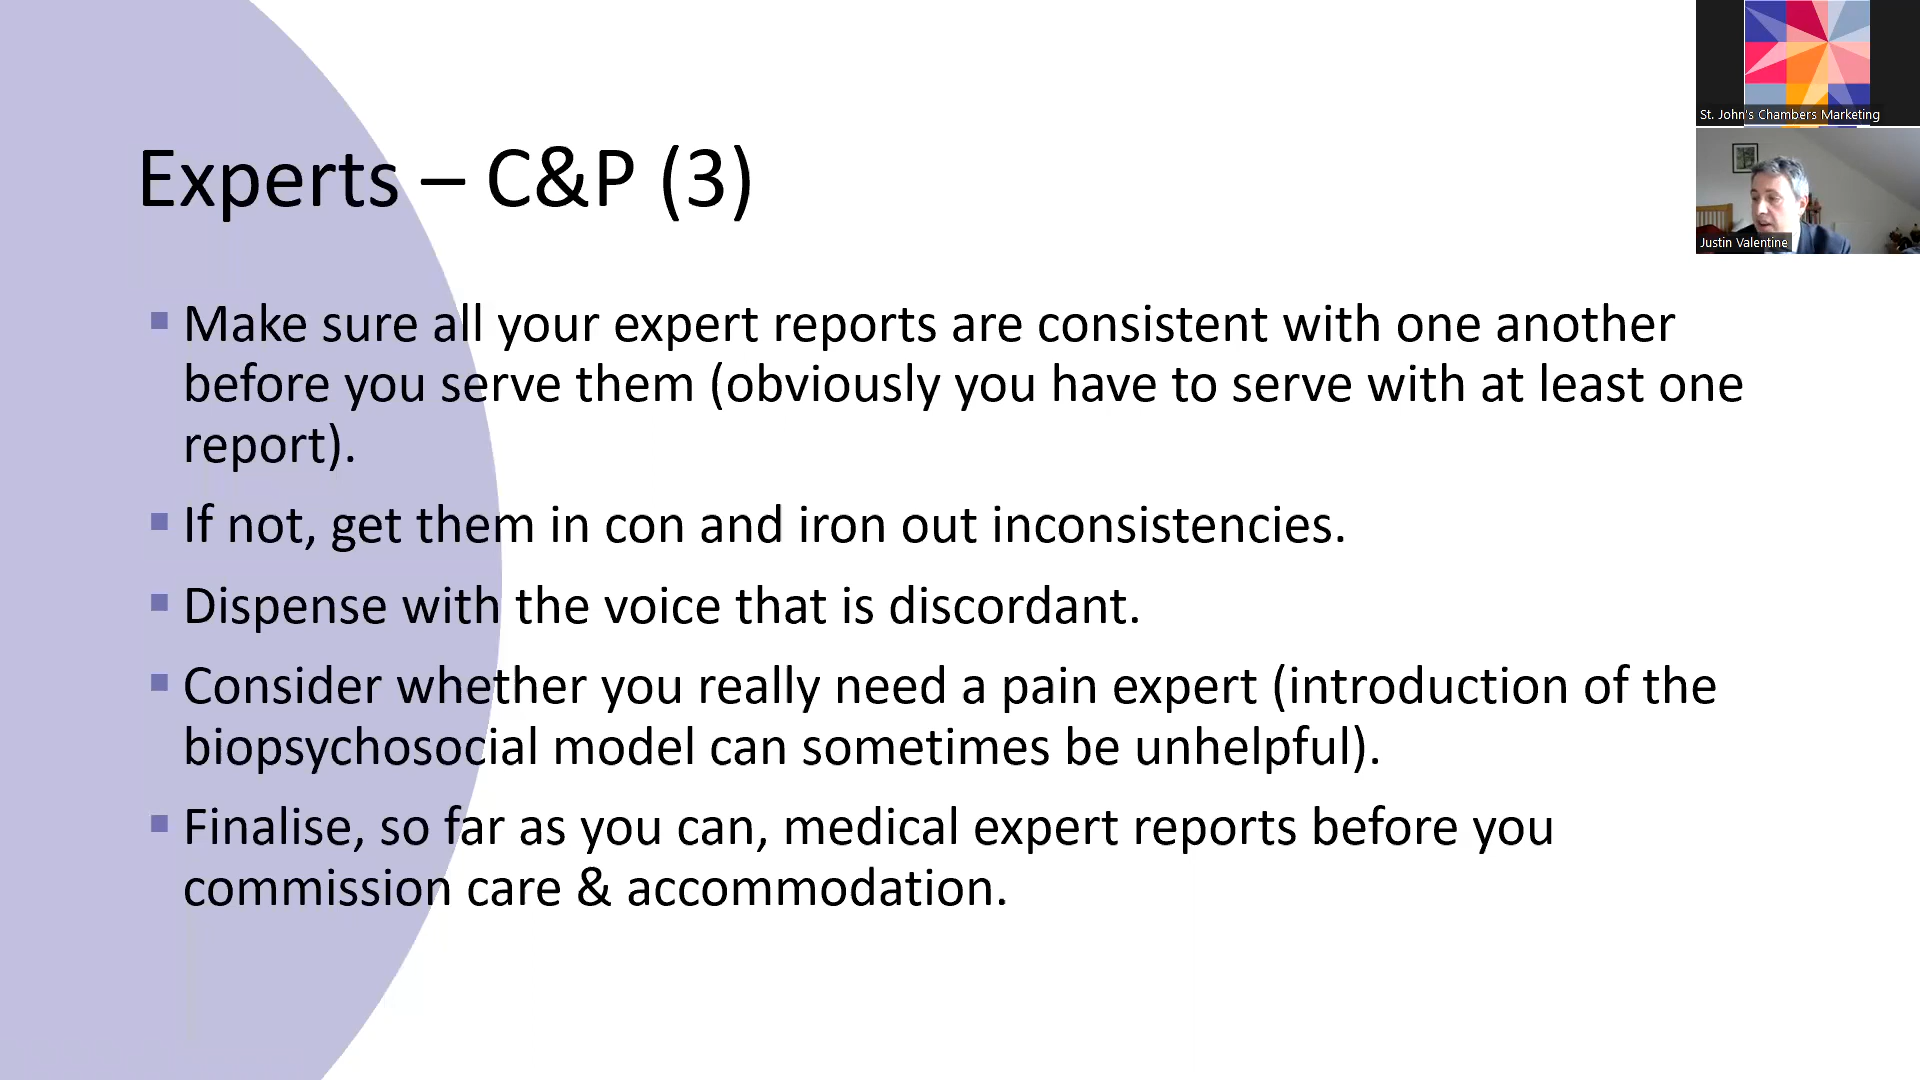 Experts – C&P (3)
Make sure all your expert reports are consistent with one another
before you serve them (obviously you have to serve with at least one
report).
If not, get them in con and iron out inconsistencies.
Dispense with the voice that is discordant.
Consider whether you really need a pain expert (introduction of the
biopsychosocial model can sometimes be unhelpful).
Finalise, so far as you can, medical expert reports before you
commission care & accommodation.
St. John's Chambers Marketing
Justin Valentine